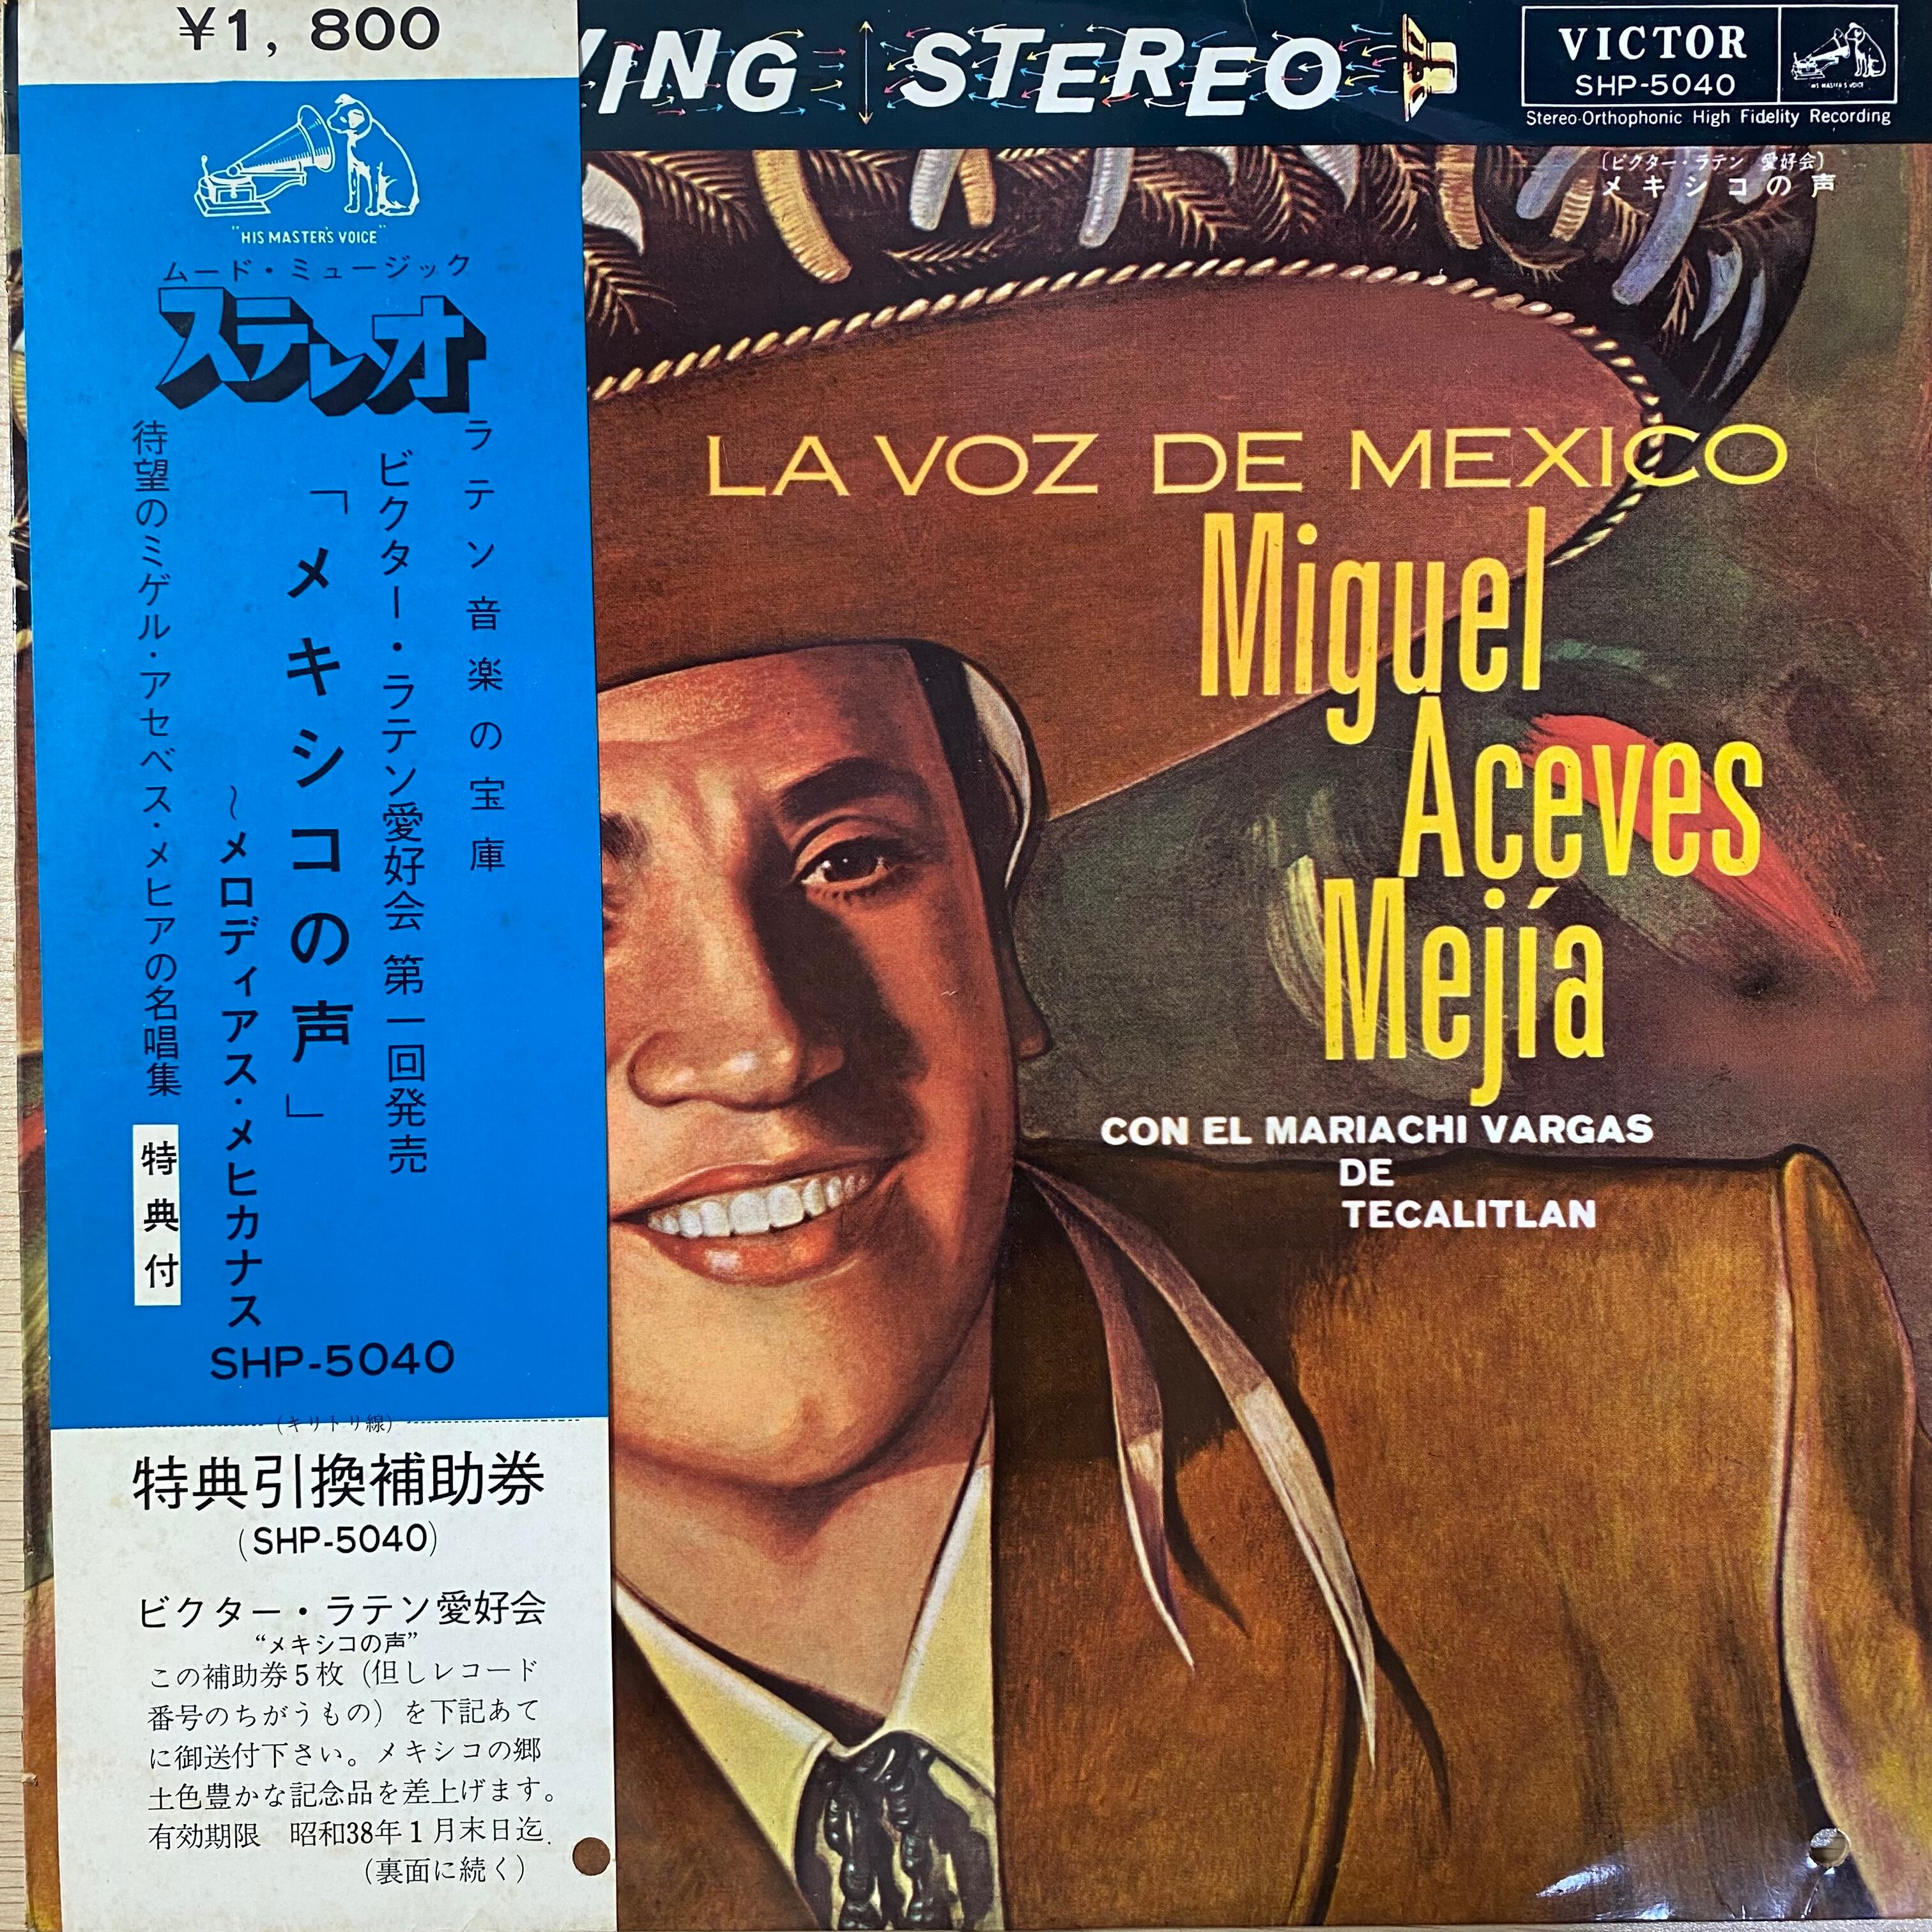 ¥1, 800
"HIS MASTER'S VOICE"
ムード・ミュージック
ステレオ
ラテン音楽の宝庫
ビクター・ラテン愛好会 第一回発売
「メキシコの声」
～メロディアス・メヒカナス
待望のミゲル・アセベス・メヒアの名唱集
特典付
SHP-5040
(キリトリ線)
特典引換補助券
(SHP-5040)
ビクター・ラテン愛好会
“メキシコの声”
この補助券5枚（但しレコード
番号のちがうもの）を下記あて
に御送付下さい。メキシコの郷
土色豊かな記念品を差上げます。
有効期限 昭和38年1月末日迄.
(裏面に続く)
VING STEREO
VICTOR
SHP-5040
"HIS MASTER'S VOICE"
Stereo-Orthophonic High Fidelity Recording
〔ビクター・ラテン 愛好会〕
メキシコの声
LA VOZ DE MEXICO
Miguel
Aceves
Mejía
CON EL MARIACHI VARGAS
DE
TECALITLAN